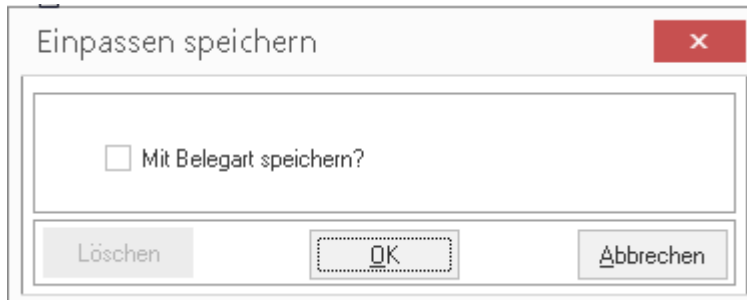 Einpassen speichern
Mit Belegart speichern?
Löschen OK Abbrechen